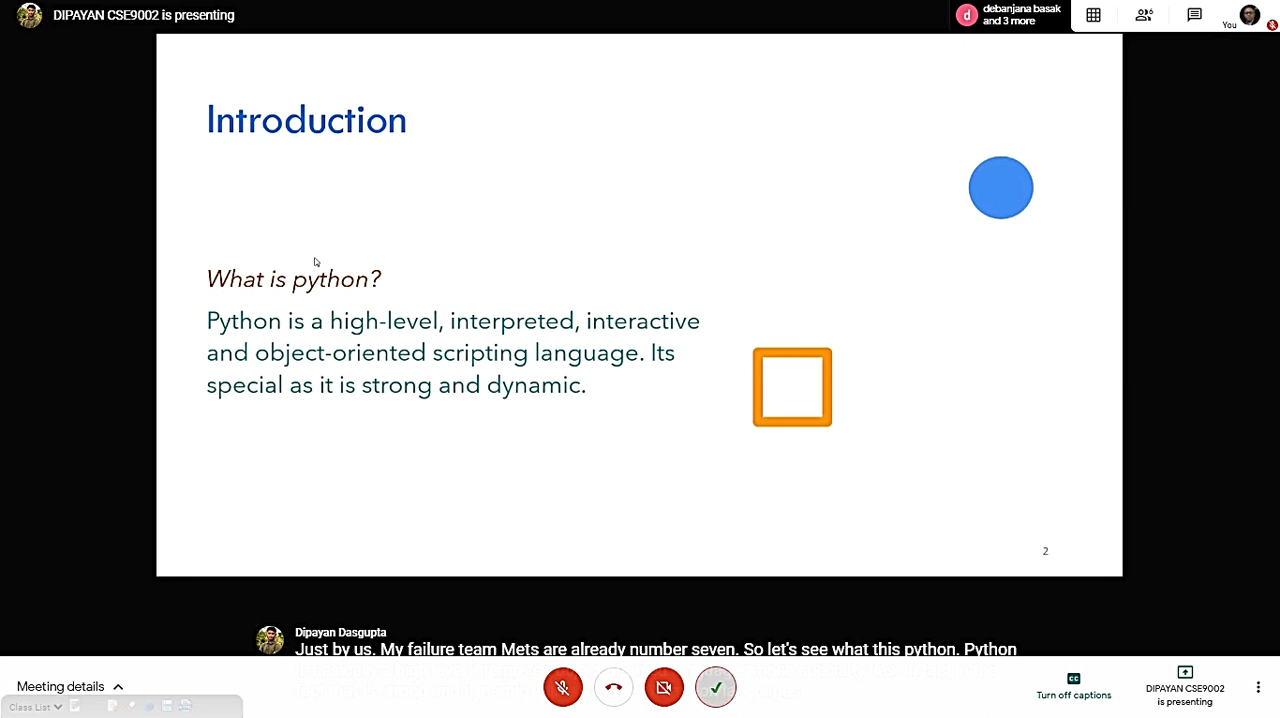 DIPAYAN CSE9002 is presenting
d
debanjana basak
and 3 more
6
You
Introduction
What is python?
Python is a high-level, interpreted, interactive
and object-oriented scripting language. Its
special as it is strong and dynamic.
2
Dipayan Dasgupta
Just by us. My failure team Mets are already number seven. So let's see what this python. Python
Meeting details
Class List
CC
Turn off captions
DIPAYAN CSE9002
is presenting